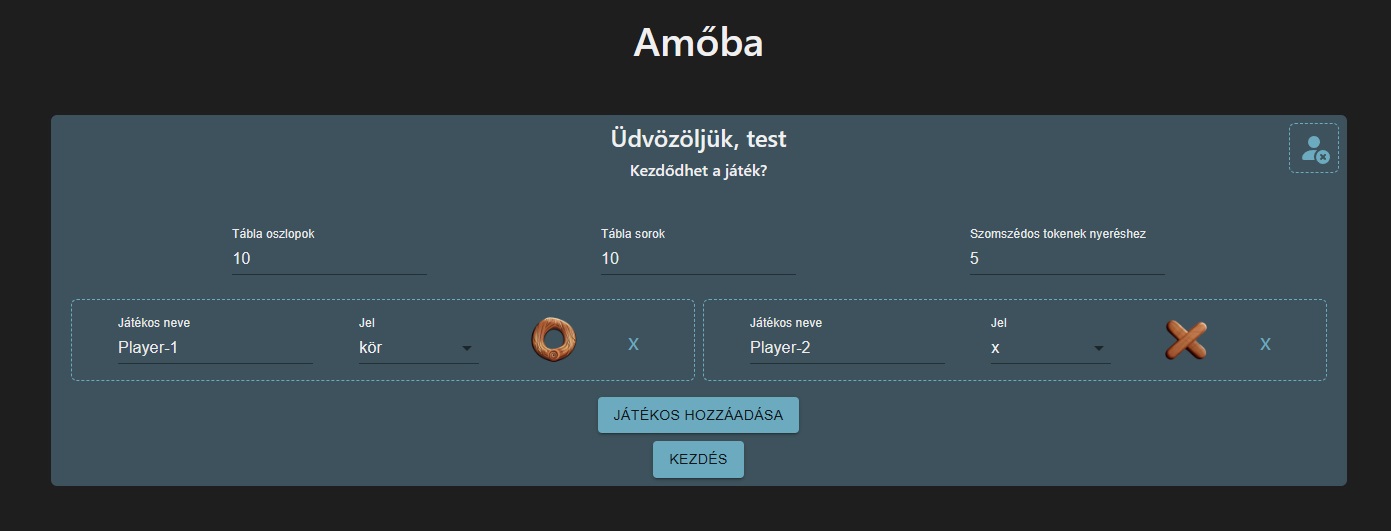 Amőba
Üdvözöljük, test
Kezdődhet a játék?
Tábla oszlopok
10
Tábla sorok
10
Szomszédos tokenek nyeréshez
5
Játékos neve
Player-1
Jel
kör
X
Játékos neve
Player-2
Jel
x
X
JÁTÉKOS HOZZÁADÁSA
KEZDÉS